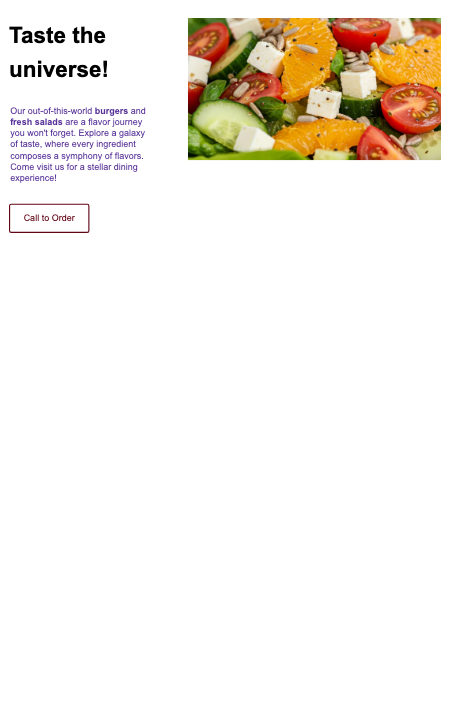 Taste the
universe!
Our out-of-this-world burgers and
fresh salads are a flavor journey
you won't forget. Explore a galaxy
of taste, where every ingredient
composes a symphony of flavors.
Come visit us for a stellar dining
experience!
Call to Order